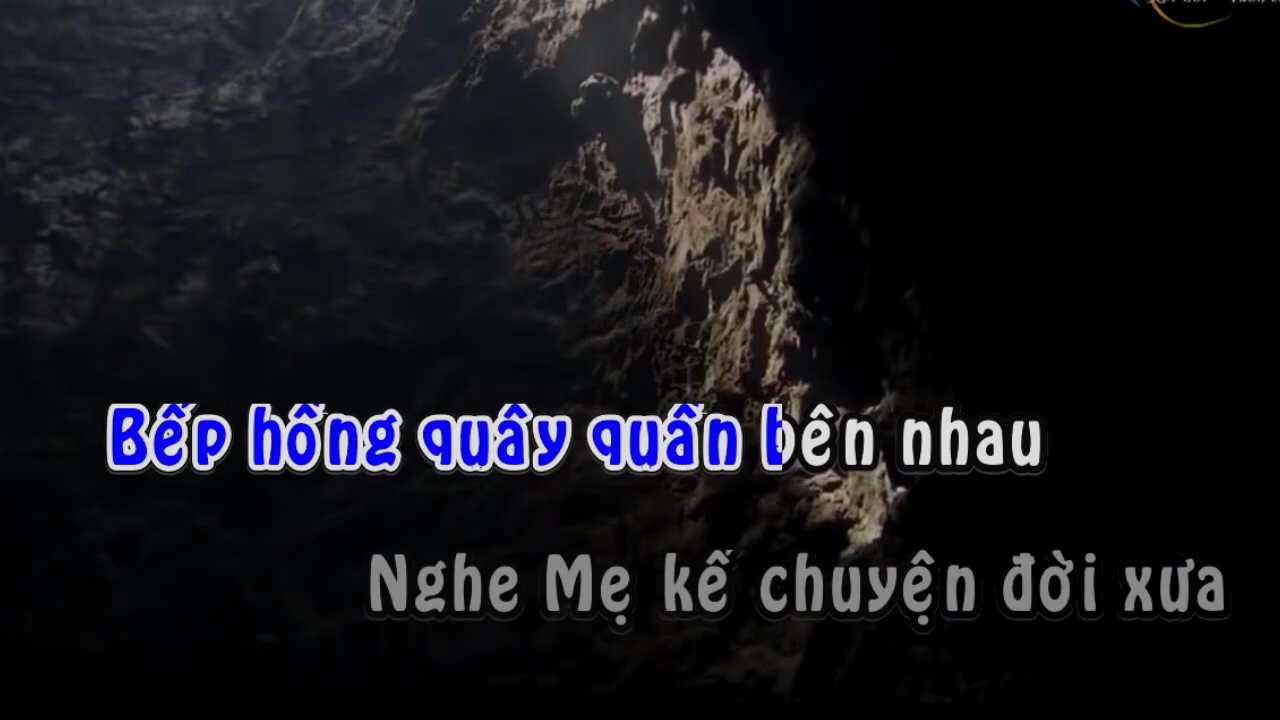 Bếp hồng quây quần bên nhau
Nghe Mẹ kể chuyện đời xưa